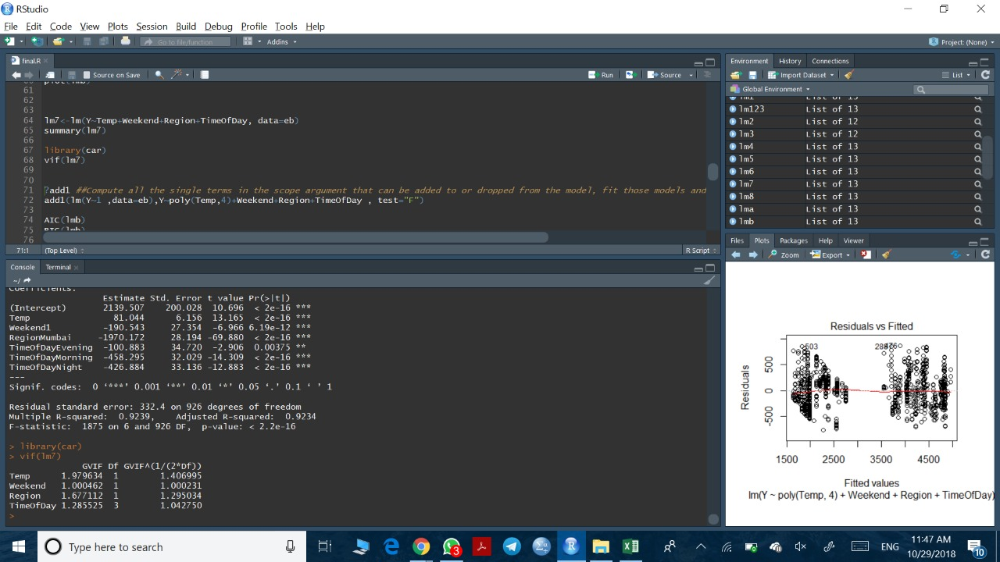 RStudio
File Edit Code View Plots Session Build Debug Profile Tools Help
Go to file/function Addins Project: (None)
final.R
Source on Save Run Source
60 plot(lmb)
61
62
63
64 lm7<-lm(Y~Temp+Weekend+Region+TimeOfDay, data=eb)
65 summary(lm7)
66
67 library(car)
68 vif(lm7)
69
70
71 ?add1 ##Compute all the single terms in the scope argument that can be added to or dropped from the model, fit those models and
72 add1(lm(Y~1 ,data=eb),Y~poly(Temp,4)+Weekend+Region+TimeOfDay , test="F")
73
74 AIC(lmb)
75 BIC(lmb)
76
71:1 (Top Level) R Script
Console Terminal
~/
Coefficients:
Estimate Std. Error t value Pr(>|t|)
(Intercept) 2139.507 200.028 10.696 < 2e-16 ***
Temp 81.044 6.156 13.165 < 2e-16 ***
Weekend1 -190.543 27.354 -6.966 6.19e-12 ***
RegionMumbai -1970.172 28.194 -69.880 < 2e-16 ***
TimeOfDayEvening -100.883 34.720 -2.906 0.00375 **
TimeOfDayMorning -458.295 32.029 -14.309 < 2e-16 ***
TimeOfDayNight -426.884 33.136 -12.883 < 2e-16 ***
---
Signif. codes: 0 ‘***’ 0.001 ‘**’ 0.01 ‘*’ 0.05 ‘.’ 0.1 ‘ ’ 1
Residual standard error: 332.4 on 926 degrees of freedom
Multiple R-squared: 0.9239, Adjusted R-squared: 0.9234
F-statistic: 1875 on 6 and 926 DF, p-value: < 2.2e-16
> library(car)
> vif(lm7)
GVIF Df GVIF^(1/(2*Df))
Temp 1.979634 1 1.406995
Weekend 1.000462 1 1.000231
Region 1.677112 1 1.295034
TimeOfDay 1.285525 3 1.042750
>
Environment History Connections
Import Dataset List
Global Environment
lm1 List of 13
lm123 List of 13
lm2 List of 12
lm3 List of 12
lm4 List of 13
lm5 List of 13
lm6 List of 13
lm7 List of 13
lm8 List of 13
lma List of 13
lmb List of 13
Files Plots Packages Help Viewer
Zoom Export
Residuals vs Fitted
503
476
Residuals
500
0
-500
1500 2500 3500 4500
Fitted values
lm(Y ~ poly(Temp, 4) + Weekend + Region + TimeOfDay)
Type here to search
3
ENG
11:47 AM
10/29/2018
10